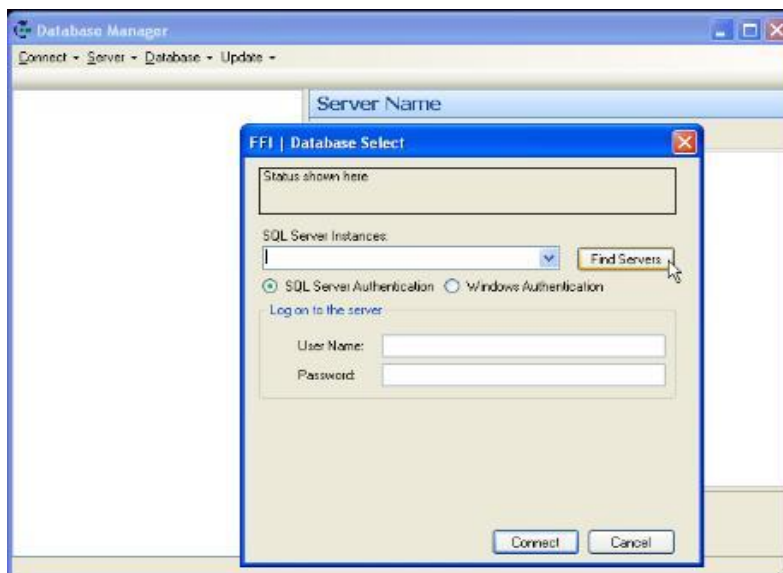 Database Manager
Connect Server Database Update
Server Name
FFI | Database Select
Status shown here
SQL Server Instances:
Find Servers
SQL Server Authentication Windows Authentication
Log on to the server
User Name:
Password:
Connect Cancel